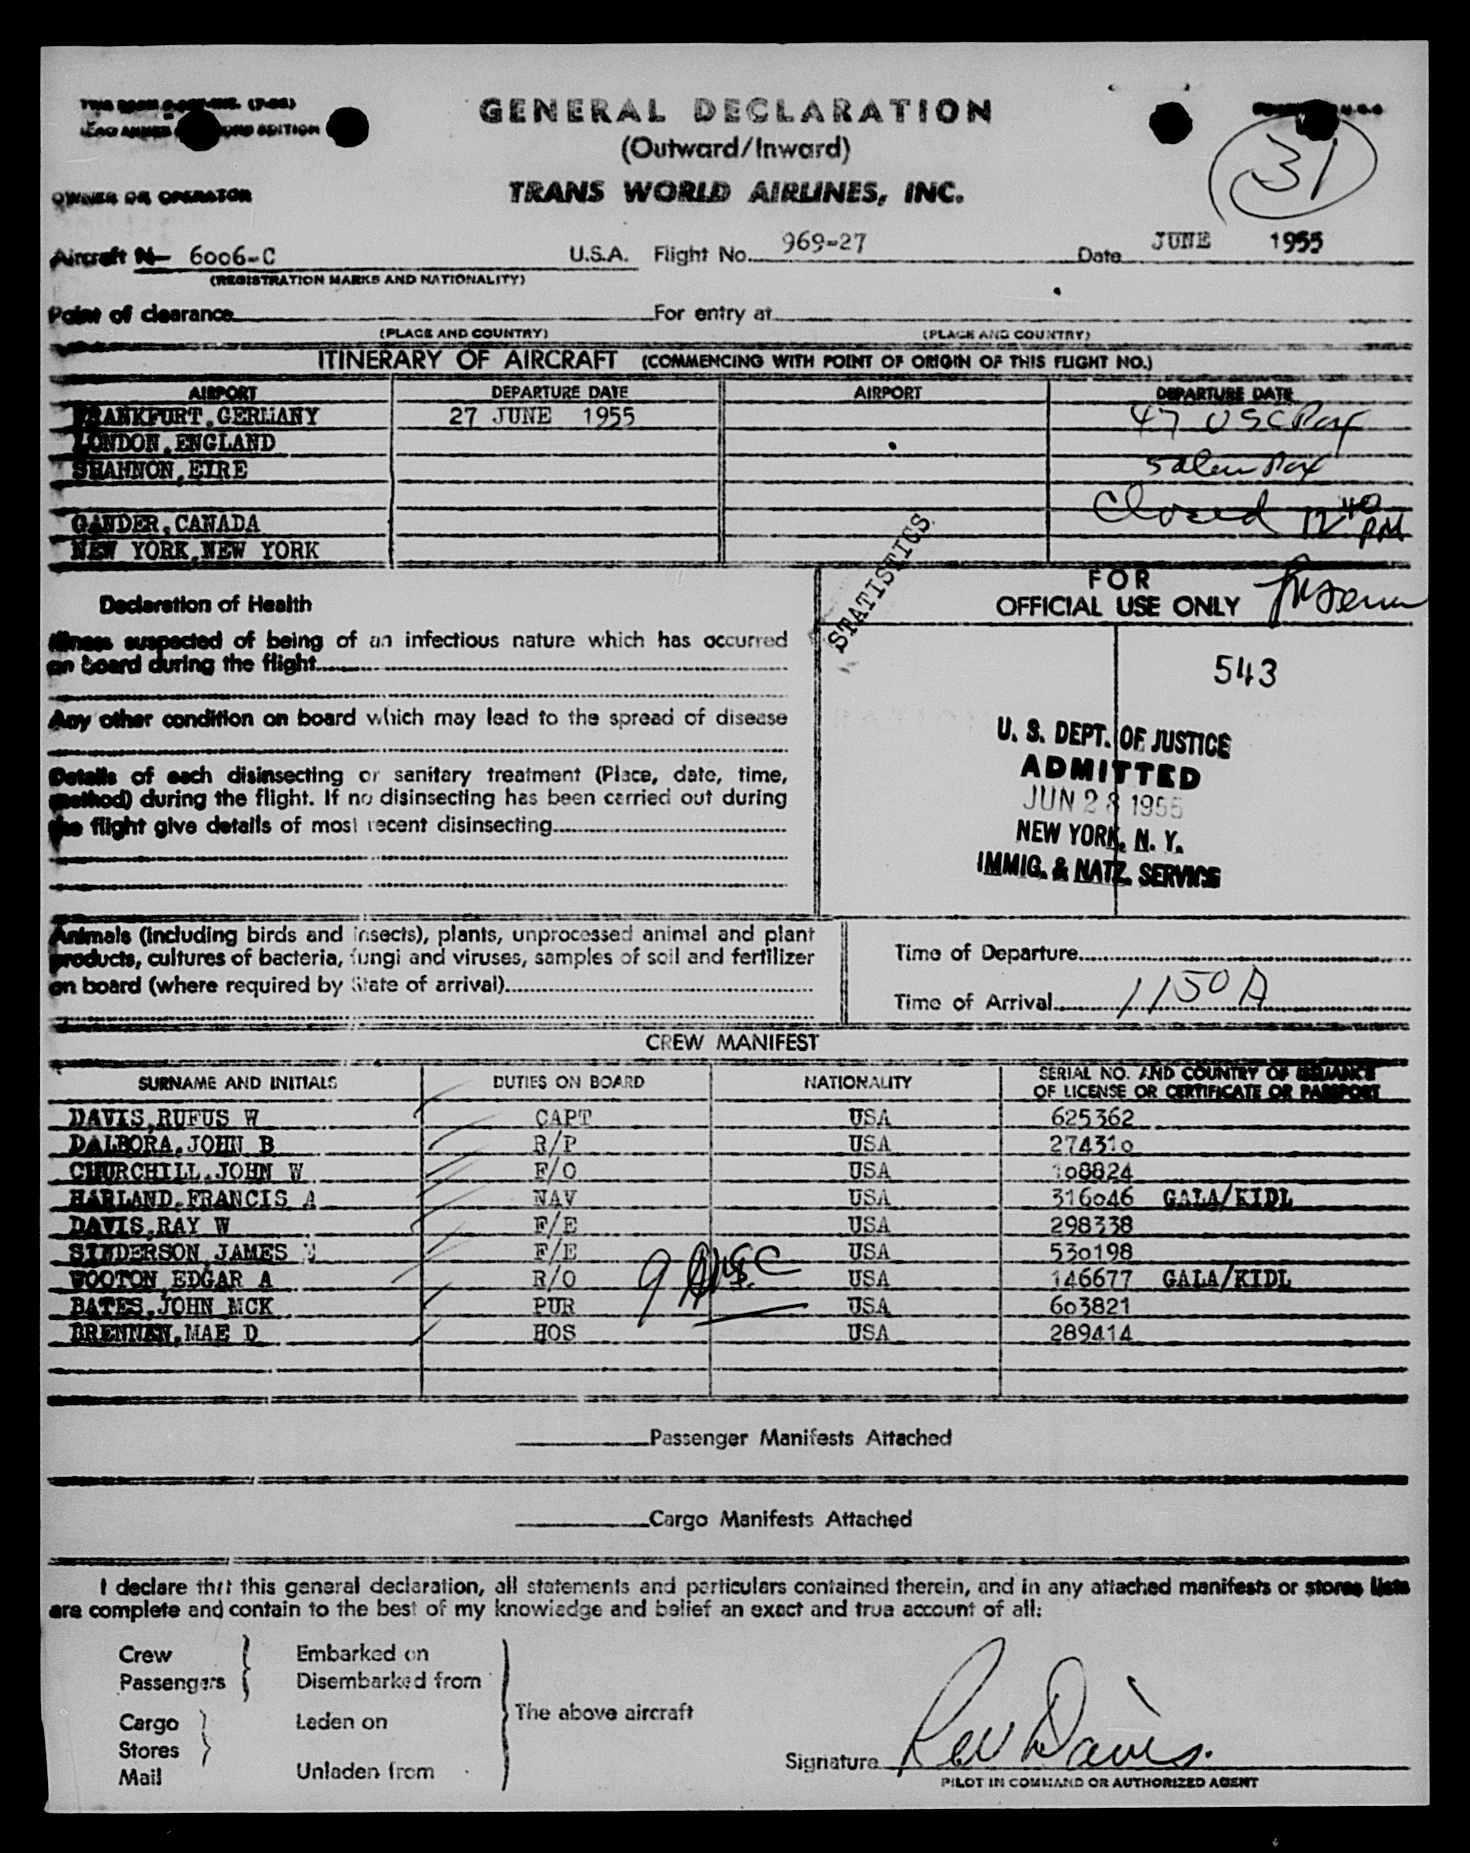 GENERAL DECLARATION
(Outward/Inward)
TRANS WORLD AIRLINES, INC.
31
OWNER OR OPERATOR
Aircraft N- 6006-C U.S.A. Flight No. 969-27 Date JUNE 1955
(REGISTRATION MARKS AND NATIONALITY)
Point of clearance For entry at
(PLACE AND COUNTRY) (PLACE AND COUNTRY)
ITINERARY OF AIRCRAFT (COMMENCING WITH POINT OF ORIGIN OF THIS FLIGHT NO.)
AIRPORT DEPARTURE DATE AIRPORT DEPARTURE DATE
FRANKFURT,GERMANY 27 JUNE 1955 47 USC Pax
LONDON,ENGLAND
SHANNON,EIRE 5 alien Pax
GANDER,CANADA Closed 12 40 PM
NEW YORK,NEW YORK
STATISTICS
FOR
OFFICIAL USE ONLY
Declaration of Health
Illness suspected of being of an infectious nature which has occurred
on board during the flight
Any other condition on board which may lead to the spread of disease
Details of each disinsecting or sanitary treatment (Place, date, time,
method) during the flight. If no disinsecting has been carried out during
the flight give details of most recent disinsecting
543
U. S. DEPT. OF JUSTICE
ADMITTED
JUN 28 1955
NEW YORK, N. Y.
IMMIG. & NATZ. SERVICE
Animals (including birds and insects), plants, unprocessed animal and plant
products, cultures of bacteria, fungi and viruses, samples of soil and fertilizer
on board (where required by State of arrival)
Time of Departure
Time of Arrival 1150A
CREW MANIFEST
SURNAME AND INITIALS DUTIES ON BOARD NATIONALITY SERIAL NO. AND COUNTRY OF ISSUANCE
OF LICENSE OR CERTIFICATE OR PASSPORT
DAVIS,RUFUS W CAPT USA 625362
DALBORA,JOHN B R/P USA 274310
CHURCHILL,JOHN W F/O USA 108824
HARLAND,FRANCIS A NAV USA 316046 GALA/KIDL
DAVIS,RAY W F/E USA 298338
SINDERSON,JAMES F/E USA 530198
WOOTON,EDGAR A R/O USA 146677 GALA/KIDL
BATES,JOHN MCK PUR USA 603821
BRENNEN,MAE D HOS USA 289414
Passenger Manifests Attached
Cargo Manifests Attached
I declare that this general declaration, all statements and particulars contained therein, and in any attached manifests or stores lists
are complete and contain to the best of my knowledge and belief an exact and true account of all:
Crew Embarked on
Passengers Disembarked from
The above aircraft
Cargo Laden on
Stores
Mail Unladen from
Signature Davis.
PILOT IN COMMAND OR AUTHORIZED AGENT